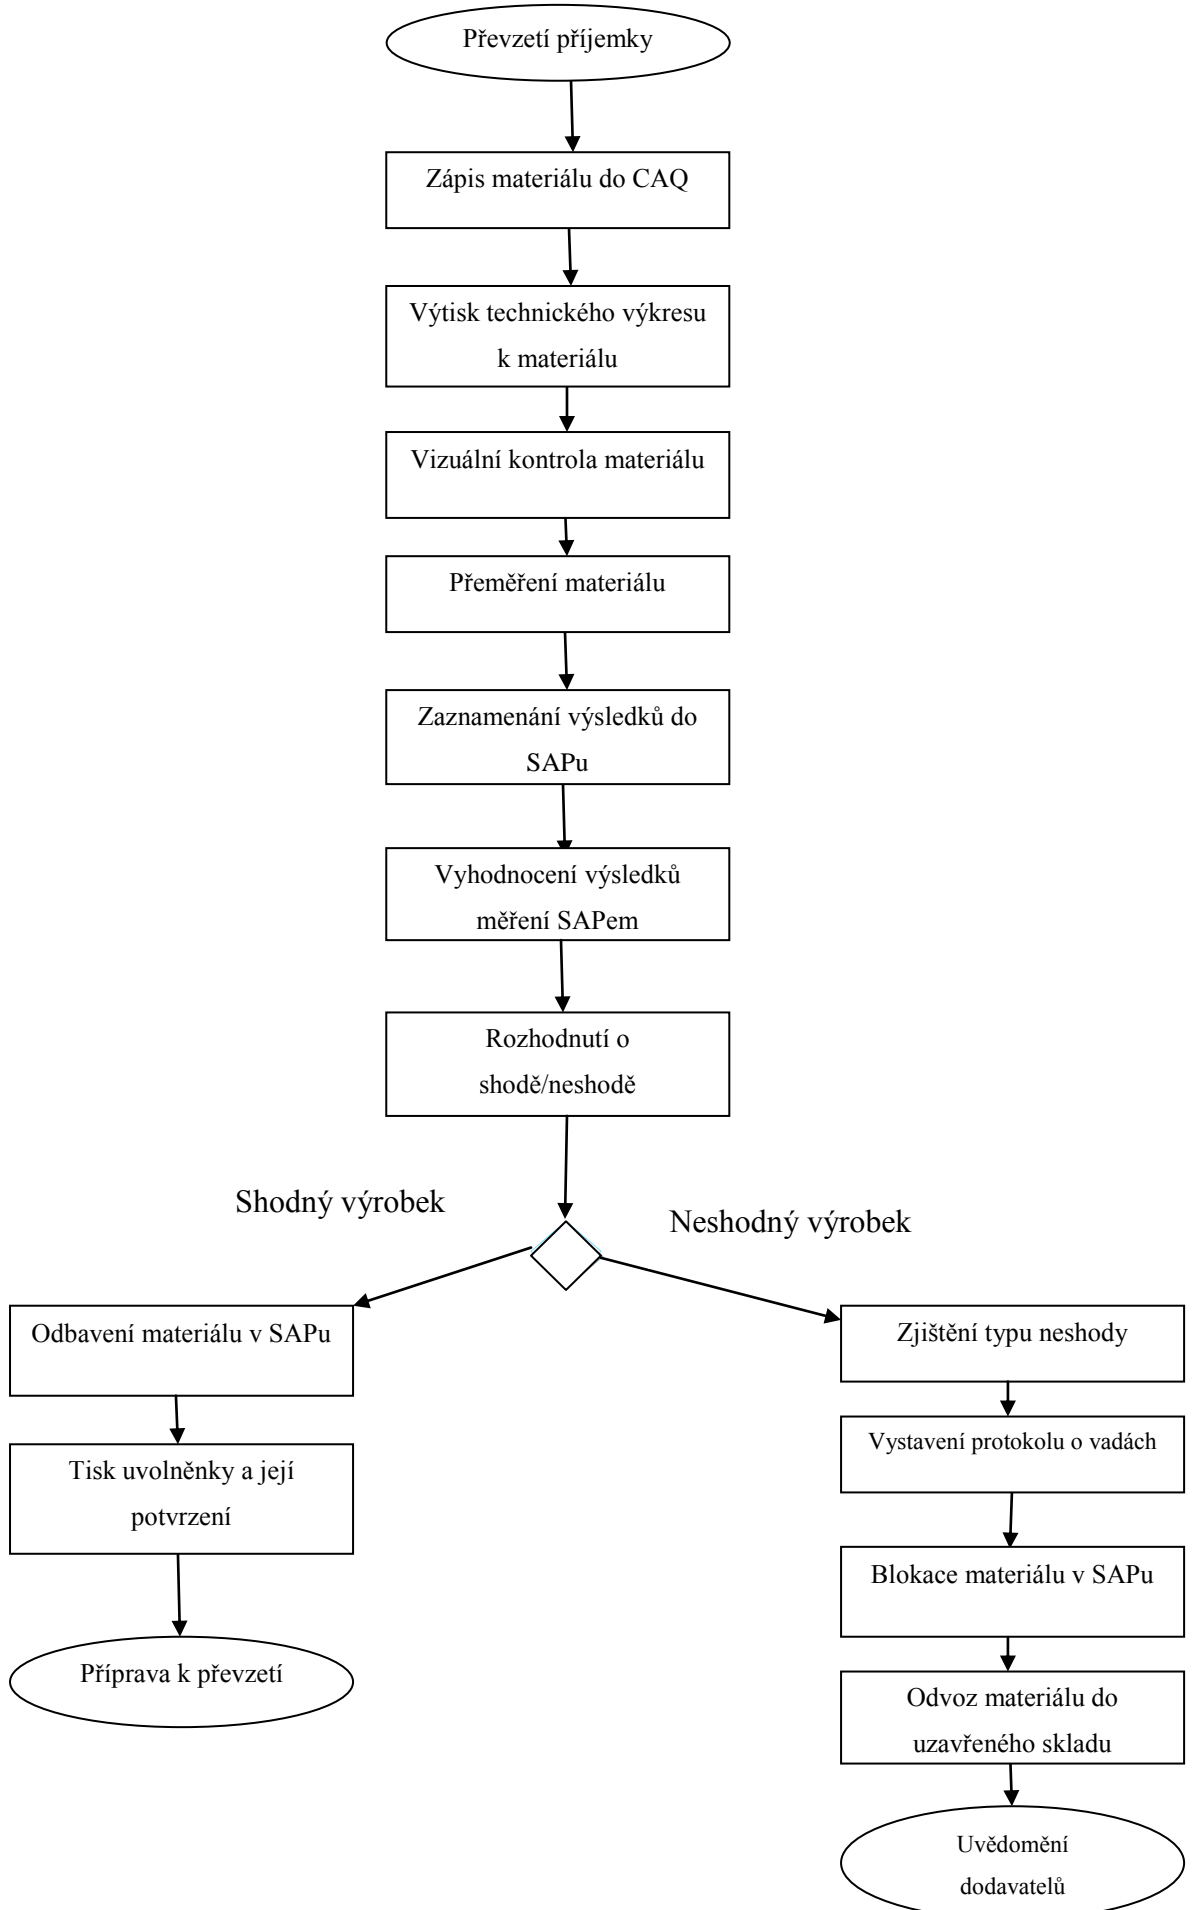 Převzetí příjemky
Zápis materiálu do CAQ
Výtisk technického výkresu
k materiálu
Vizuální kontrola materiálu
Přeměření materiálu
Zaznamenání výsledků do
SAPu
Vyhodnocení výsledků
měření SAPem
Rozhodnutí o
shodě/neshodě
Shodný výrobek
Neshodný výrobek
Odbavení materiálu v SAPu
Tisk uvolněnky a její
potvrzení
Příprava k převzetí
Zjištění typu neshody
Vystavení protokolu o vadách
Blokace materiálu v SAPu
Odvoz materiálu do
uzavřeného skladu
Uvědomění
dodavatelů